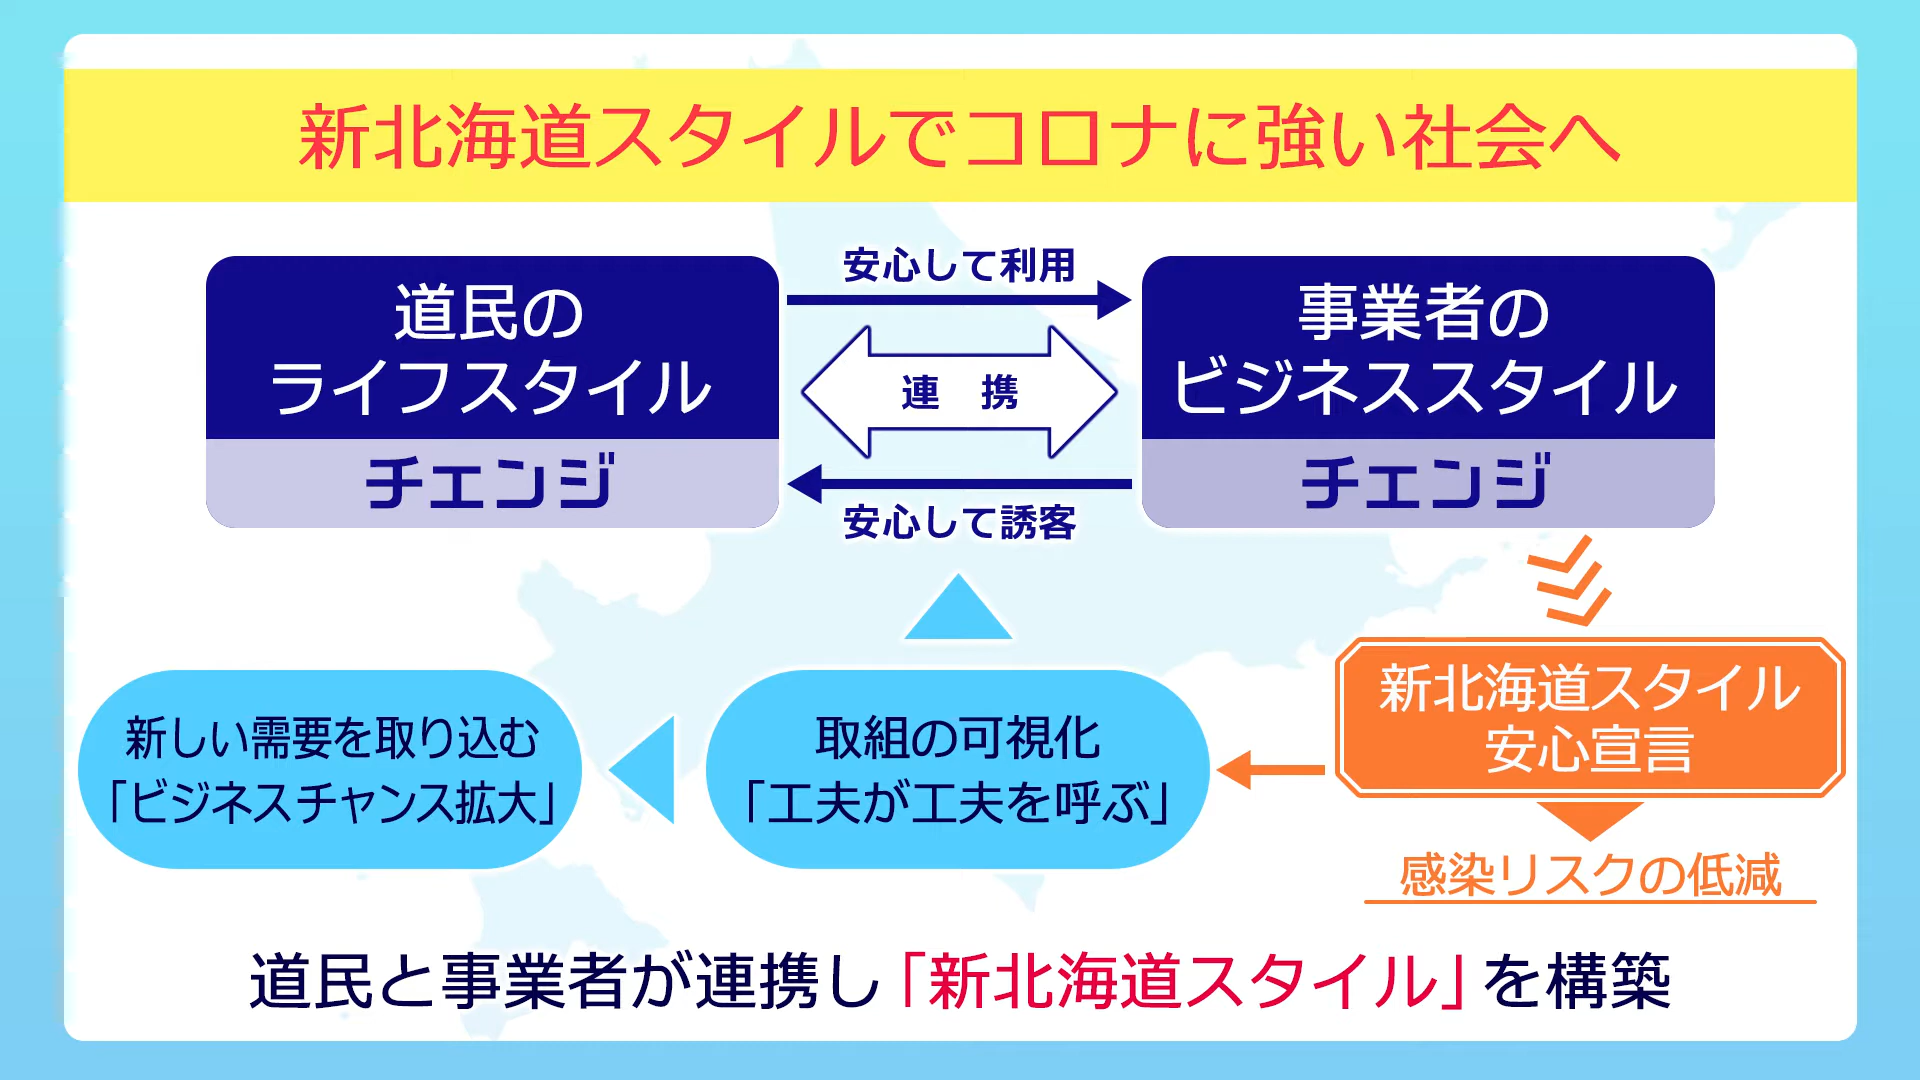 新北海道スタイルでコロナに強い社会へ
道民の
ライフスタイル
チェンジ
安心して利用
連 携
安心して誘客
事業者の
ビジネススタイル
チェンジ
新北海道スタイル
安心宣言
感染リスクの低減
取組の可視化
「工夫が工夫を呼ぶ」
新しい需要を取り込む
「ビジネスチャンス拡大」
道民と事業者が連携し「新北海道スタイル」を構築